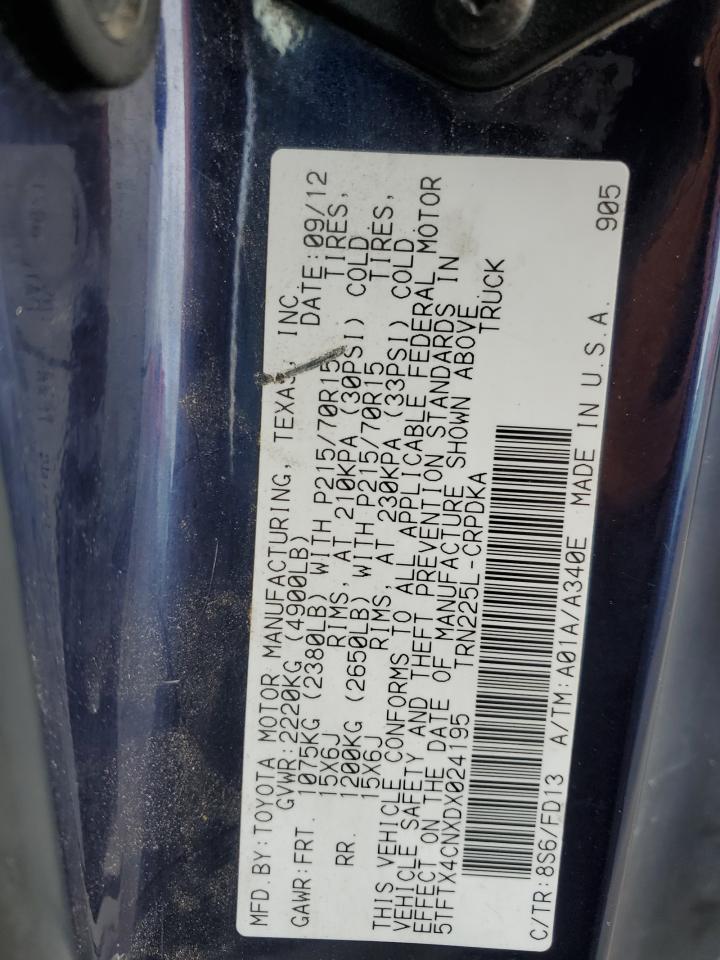 MFD.BY:TOYOTA MOTOR MANUFACTURING, TEXAS, INC.
GVWR:2220KG (4900LB) DATE:09/12
GAWR:FRT. 1075KG (2380LB) WITH P215/70R15 TIRES,
15X6J RIMS, AT 210KPA (30PSI) COLD
RR. 1200KG (2650LB) WITH P215/70R15 TIRES,
15X6J RIMS, AT 230KPA (33PSI) COLD
THIS VEHICLE CONFORMS TO ALL APPLICABLE FEDERAL MOTOR
VEHICLE SAFETY AND THEFT PREVENTION STANDARDS IN
EFFECT ON THE DATE OF MANUFACTURE SHOWN ABOVE.
5TFTX4CNXDX024195 TRN225L-CRPDKA TRUCK
C/TR:8S6/FD13 A/TM:A01A/A340E MADE IN U.S.A. 905